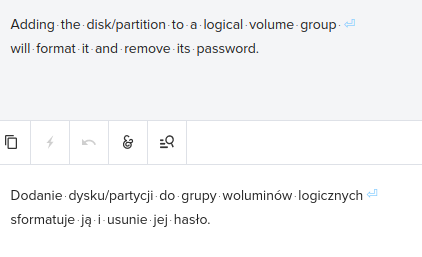 Adding the disk/partition to a logical volume group
will format it and remove its password.
Dodanie dysku/partycji do grupy woluminów logicznych
sformatuje ją i usunie jej hasło.